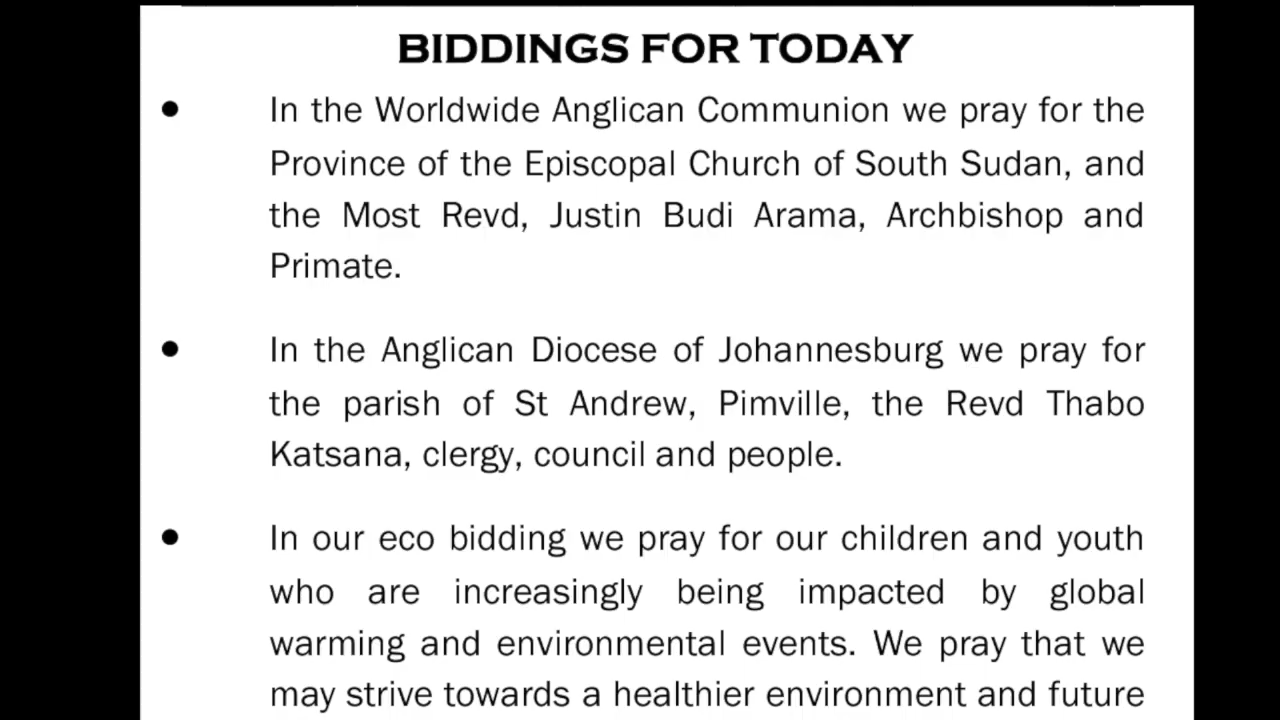 BIDDINGS FOR TODAY
● In the Worldwide Anglican Communion we pray for the
Province of the Episcopal Church of South Sudan, and
the Most Revd, Justin Budi Arama, Archbishop and
Primate.
● In the Anglican Diocese of Johannesburg we pray for
the parish of St Andrew, Pimville, the Revd Thabo
Katsana, clergy, council and people.
● In our eco bidding we pray for our children and youth
who are increasingly being impacted by global
warming and environmental events. We pray that we
may strive towards a healthier environment and future